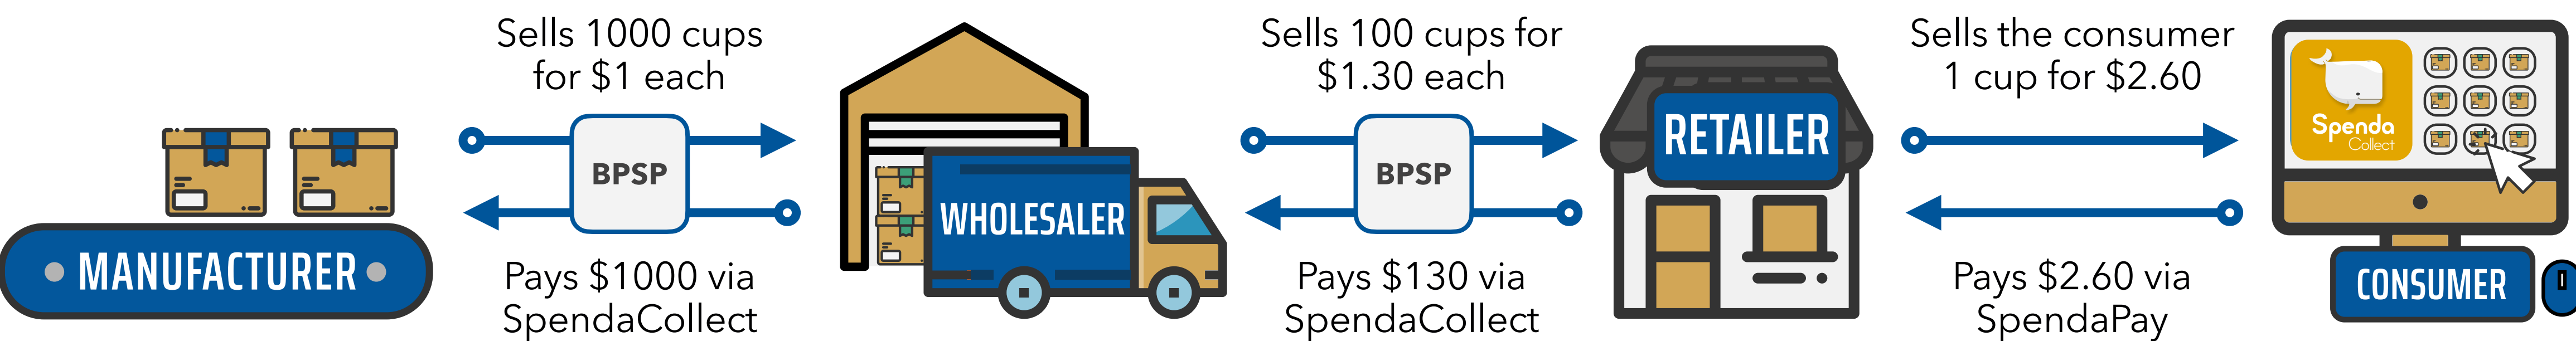 Sells 1000 cups
for $1 each
BPSP
Pays $1000 via
SpendaCollect
MANUFACTURER
WHOLESALER
Sells 100 cups for
$1.30 each
BPSP
Pays $130 via
SpendaCollect
RETAILER
Sells the consumer
1 cup for $2.60
Pays $2.60 via
SpendaPay
Spenda
Collect
CONSUMER